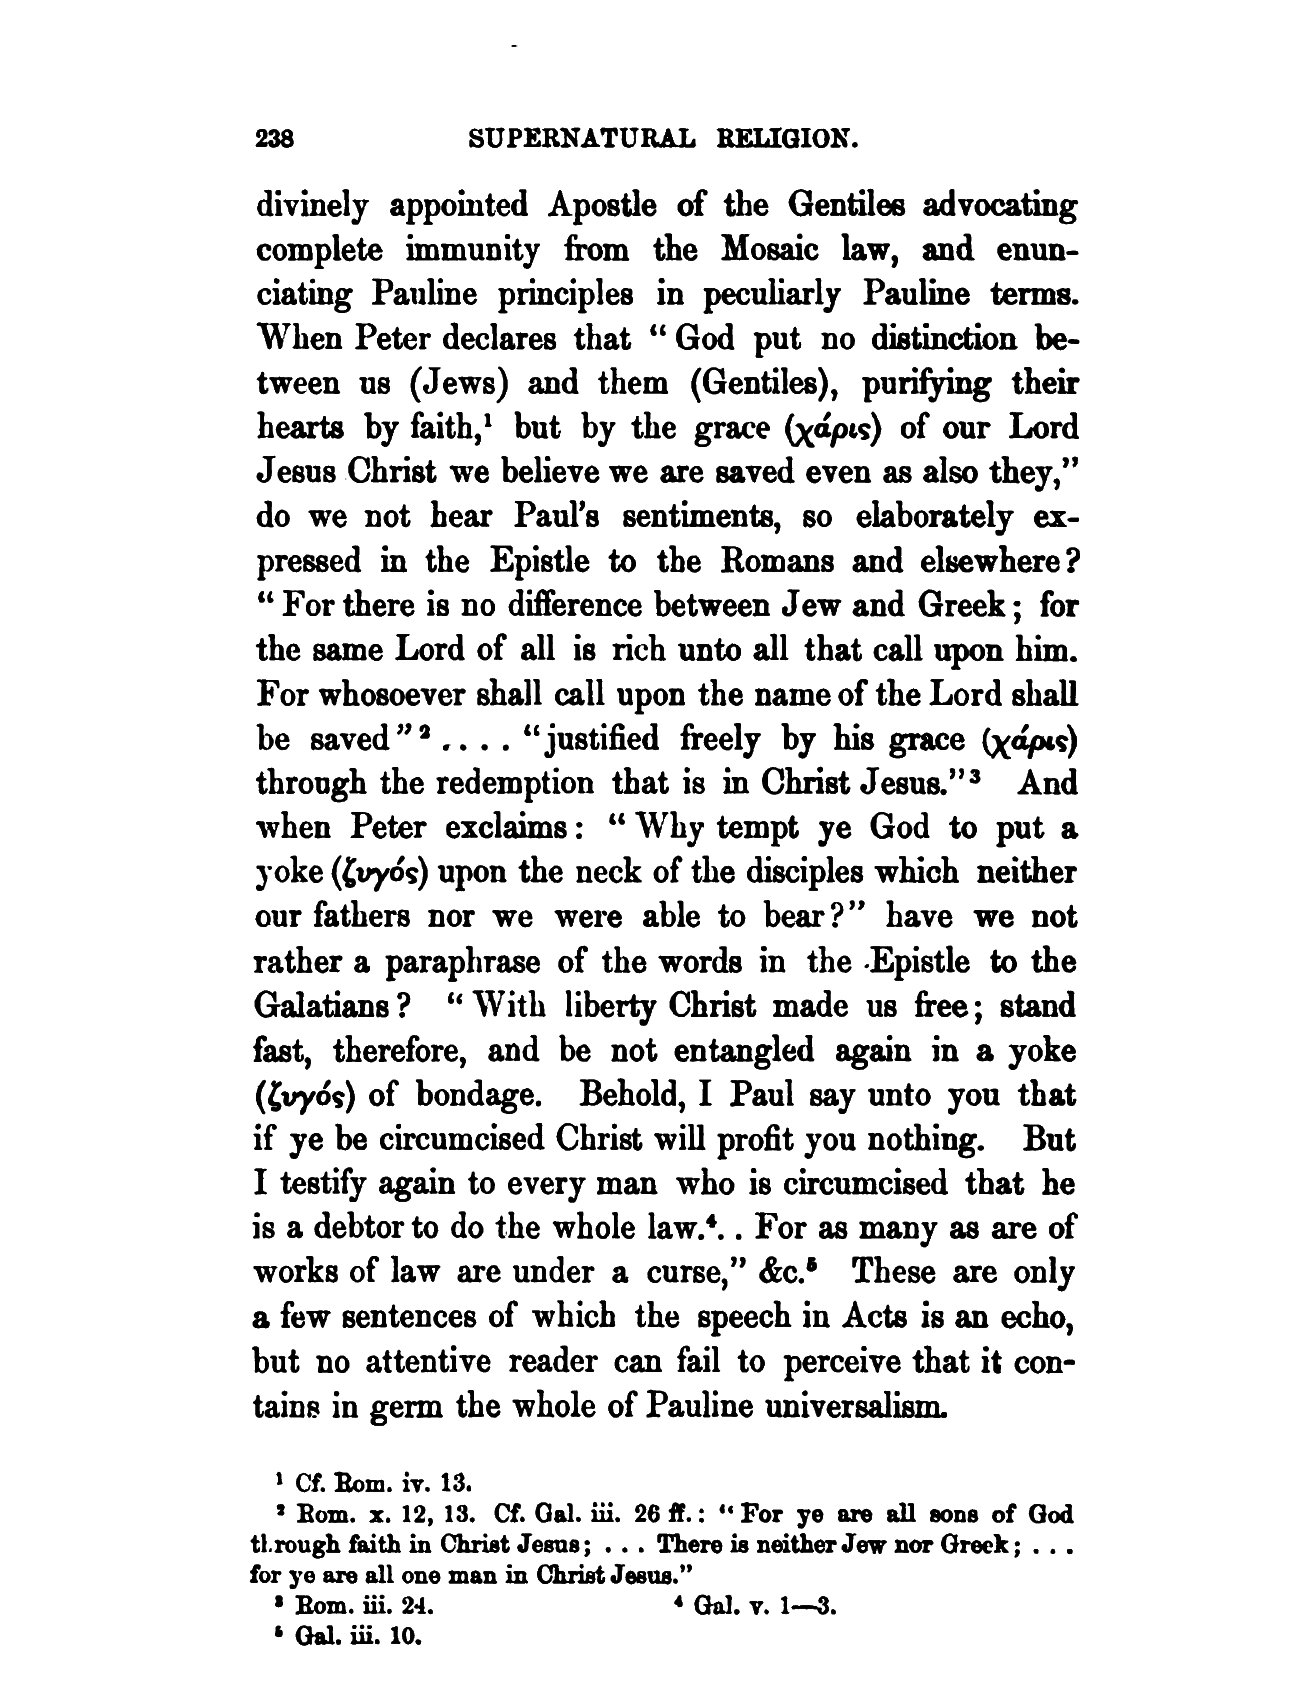 238 SUPERNATURAL RELIGION.
divinely appointed Apostle of the Gentiles advocating
complete immunity from the Mosaic law, and enun-
ciating Pauline principles in peculiarly Pauline terms.
When Peter declares that “ God put no distinction be-
tween us (Jews) and them (Gentiles), purifying their
hearts by faith,¹ but by the grace (χάρις) of our Lord
Jesus Christ we believe we are saved even as also they,”
do we not hear Paul’s sentiments, so elaborately ex-
pressed in the Epistle to the Romans and elsewhere?
“ For there is no difference between Jew and Greek ; for
the same Lord of all is rich unto all that call upon him.
For whosoever shall call upon the name of the Lord shall
be saved” ² . . . . “justified freely by his grace (χάρις)
through the redemption that is in Christ Jesus.”³ And
when Peter exclaims : “ Why tempt ye God to put a
yoke (ζυγός) upon the neck of the disciples which neither
our fathers nor we were able to bear?” have we not
rather a paraphrase of the words in the Epistle to the
Galatians ? “ With liberty Christ made us free ; stand
fast, therefore, and be not entangled again in a yoke
(ζυγός) of bondage. Behold, I Paul say unto you that
if ye be circumcised Christ will profit you nothing. But
I testify again to every man who is circumcised that he
is a debtor to do the whole law.⁴. . For as many as are of
works of law are under a curse,” &c.⁵ These are only
a few sentences of which the speech in Acts is an echo,
but no attentive reader can fail to perceive that it con-
tains in germ the whole of Pauline universalism.
¹ Cf. Rom. iv. 13.
² Rom. x. 12, 13. Cf. Gal. iii. 26 ff. : “ For ye are all sons of God
through faith in Christ Jesus ; . . . There is neither Jew nor Greek ; . . .
for ye are all one man in Christ Jesus.”
³ Rom. iii. 24. ⁴ Gal. v. 1—3.
⁵ Gal. iii. 10.